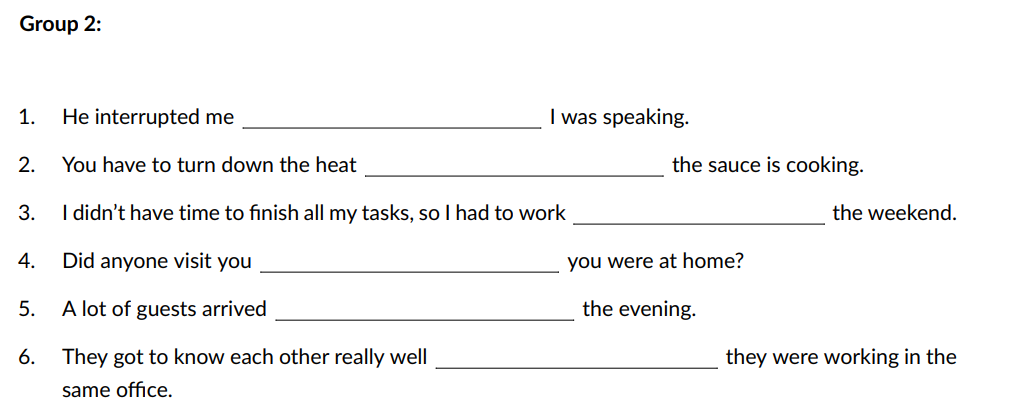 Group 2:
1. He interrupted me ______________________ I was speaking.
2. You have to turn down the heat ______________________ the sauce is cooking.
3. I didn't have time to finish all my tasks, so I had to work ______________________ the weekend.
4. Did anyone visit you ______________________ you were at home?
5. A lot of guests arrived ______________________ the evening.
6. They got to know each other really well ______________________ they were working in the
same office.